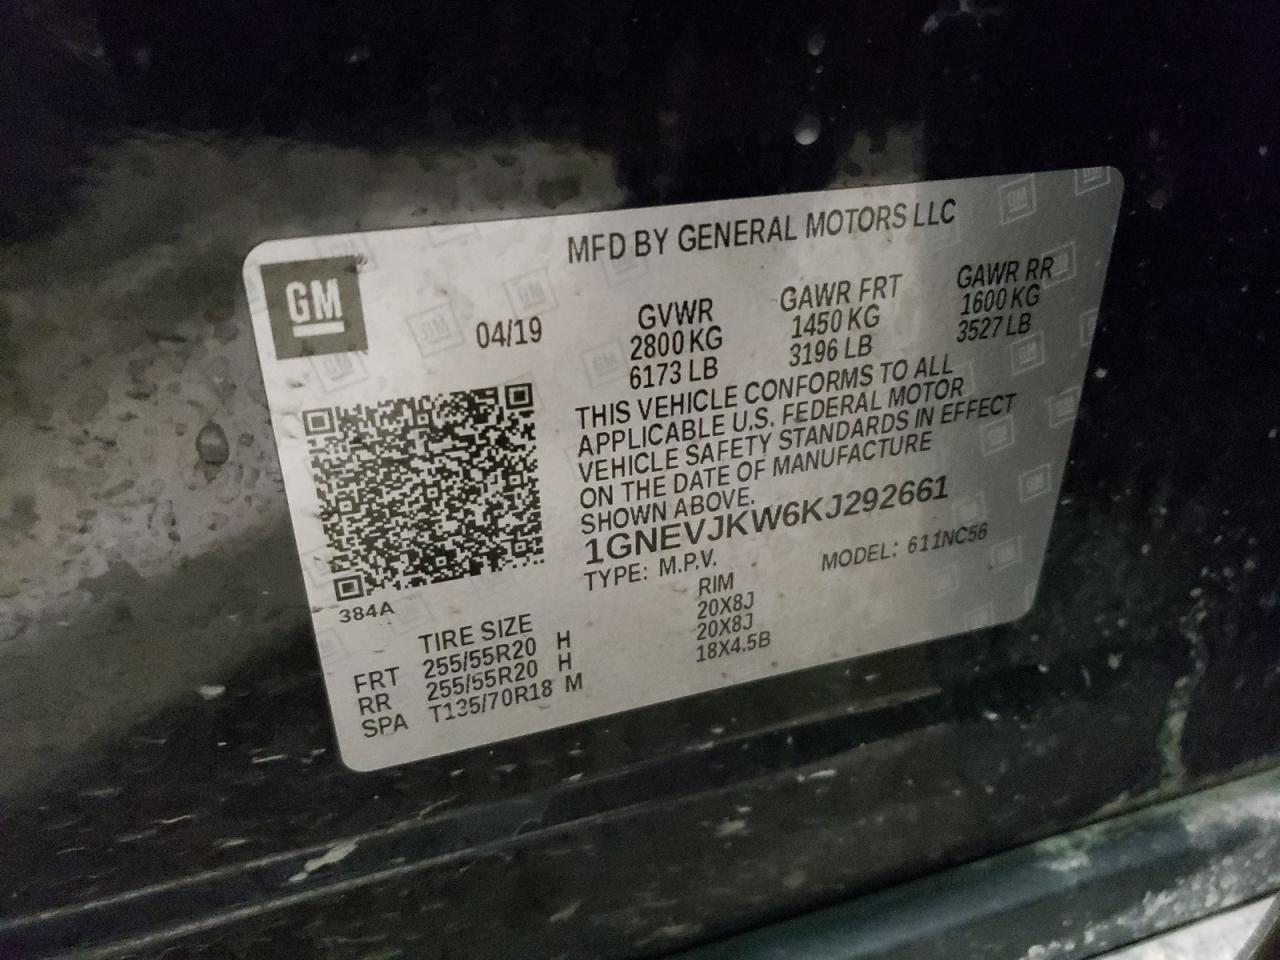 MFD BY GENERAL MOTORS LLC
GM
04/19
GVWR GAWR FRT GAWR RR
2800 KG 1450 KG 1600 KG
6173 LB 3196 LB 3527 LB
THIS VEHICLE CONFORMS TO ALL
APPLICABLE U.S. FEDERAL MOTOR
VEHICLE SAFETY STANDARDS IN EFFECT
ON THE DATE OF MANUFACTURE
SHOWN ABOVE.
1GNEVJKW6KJ292661
TYPE: M.P.V. MODEL: 611NC56
384A
TIRE SIZE RIM
FRT 255/55R20 H 20X8J
RR 255/55R20 H 20X8J
SPA T135/70R18 M 18X4.5B